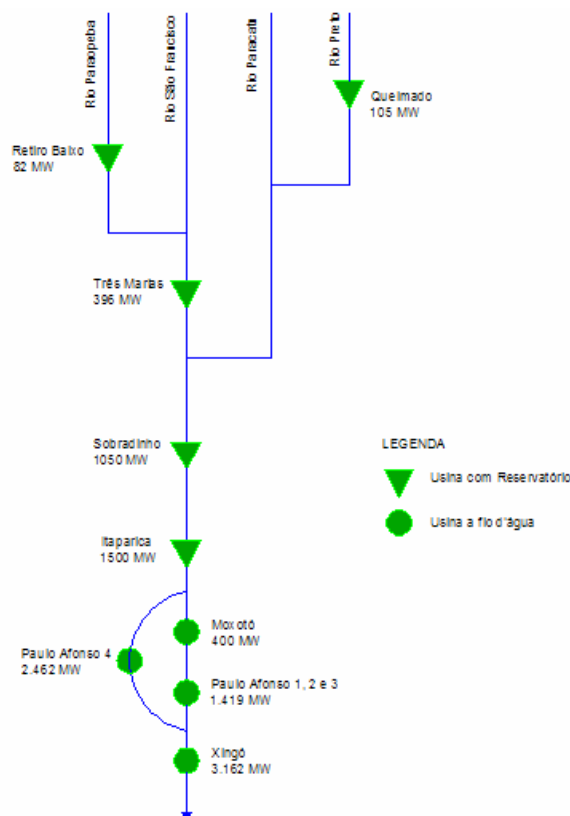 Rio Paraopeba
Rio São Francisco
Rio Paracatu
Rio Preto
Queimado
105 MW
Retiro Baixo
82 MW
Três Marias
396 MW
Sobradinho
1050 MW
LEGENDA
Usina com Reservatório
Usina a fio d'água
Itaparica
1500 MW
Moxotó
400 MW
Paulo Afonso 4
2.462 MW
Paulo Afonso 1, 2 e 3
1.419 MW
Xingó
3.162 MW